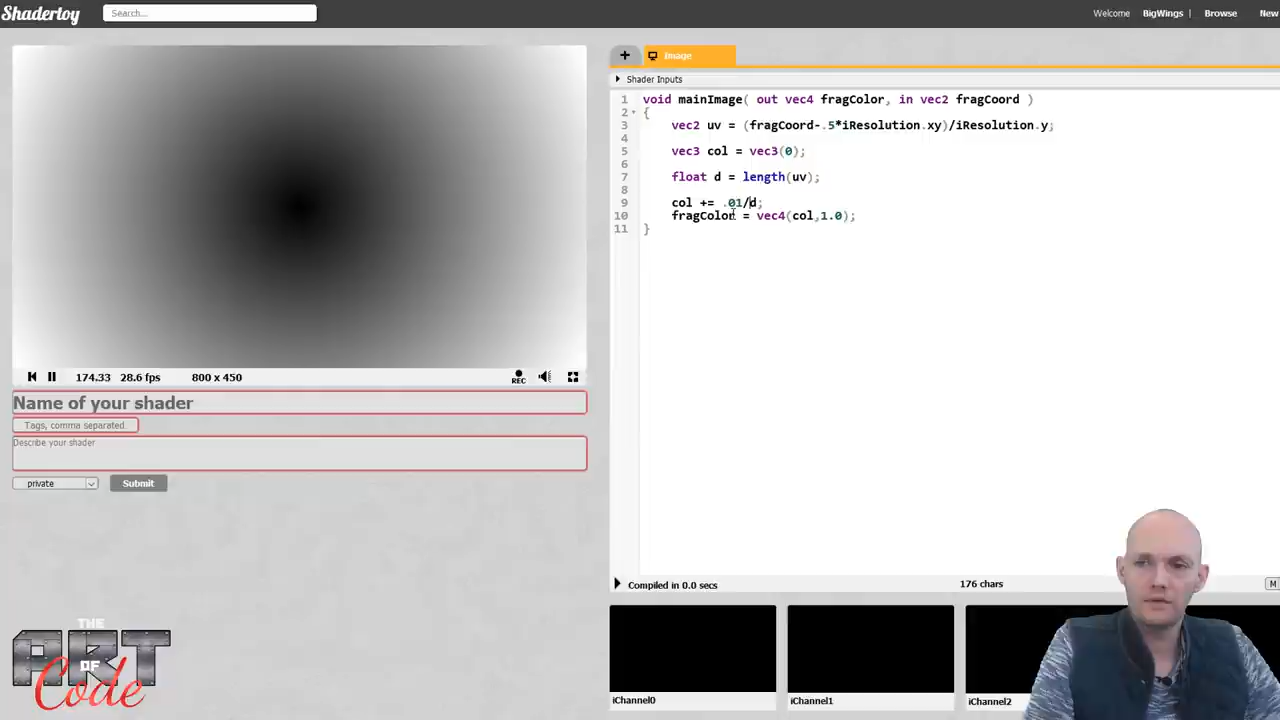 Shadertoy
Search...
Welcome BigWings | Browse New
+ Image
Shader Inputs
1 void mainImage( out vec4 fragColor, in vec2 fragCoord )
2 {
3 vec2 uv = (fragCoord-.5*iResolution.xy)/iResolution.y;
4
5 vec3 col = vec3(0);
6
7 float d = length(uv);
8
9 col += .01/d;
10 fragColor = vec4(col,1.0);
11 }
174.33 28.6 fps 800 x 450
REC
Name of your shader
Tags, comma separated.
Describe your shader
private Submit
Compiled in 0.0 secs 176 chars M
iChannel0 iChannel1 iChannel2
THE
ART
OF
Code